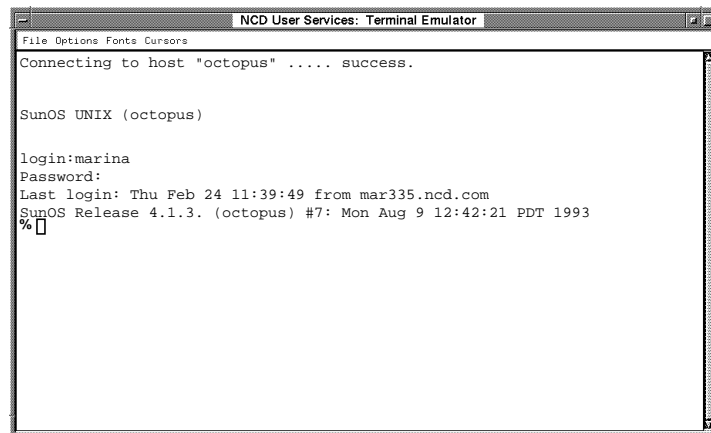 NCD User Services: Terminal Emulator
File Options Fonts Cursors
Connecting to host "octopus" ..... success.
SunOS UNIX (octopus)
login:marina
Password:
Last login: Thu Feb 24 11:39:49 from mar335.ncd.com
SunOS Release 4.1.3. (octopus) #7: Mon Aug 9 12:42:21 PDT 1993
%